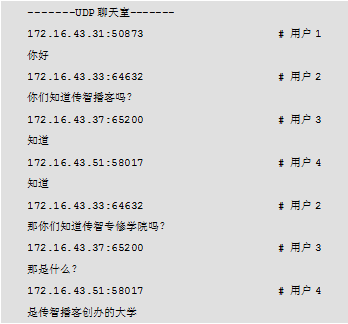 -------UDP聊天室-------
172.16.43.31:50873 # 用户1
你好
172.16.43.33:64632 # 用户2
你们知道传智播客吗?
172.16.43.37:65200 # 用户3
知道
172.16.43.51:58017 # 用户4
知道
172.16.43.33:64632 # 用户2
那你们知道传智专修学院吗?
172.16.43.37:65200 # 用户3
那是什么?
172.16.43.51:58017 # 用户4
是传智播客创办的大学